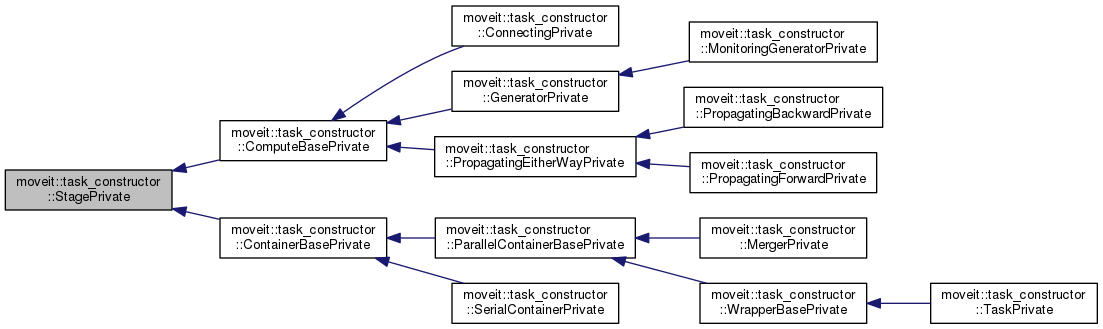 moveit::task_constructor
::ConnectingPrivate
moveit::task_constructor
::MonitoringGeneratorPrivate
moveit::task_constructor
::GeneratorPrivate
moveit::task_constructor
::PropagatingBackwardPrivate
moveit::task_constructor
::ComputeBasePrivate
moveit::task_constructor
::PropagatingEitherWayPrivate
moveit::task_constructor
::PropagatingForwardPrivate
moveit::task_constructor
::StagePrivate
moveit::task_constructor
::ContainerBasePrivate
moveit::task_constructor
::ParallelContainerBasePrivate
moveit::task_constructor
::MergerPrivate
moveit::task_constructor
::SerialContainerPrivate
moveit::task_constructor
::WrapperBasePrivate
moveit::task_constructor
::TaskPrivate